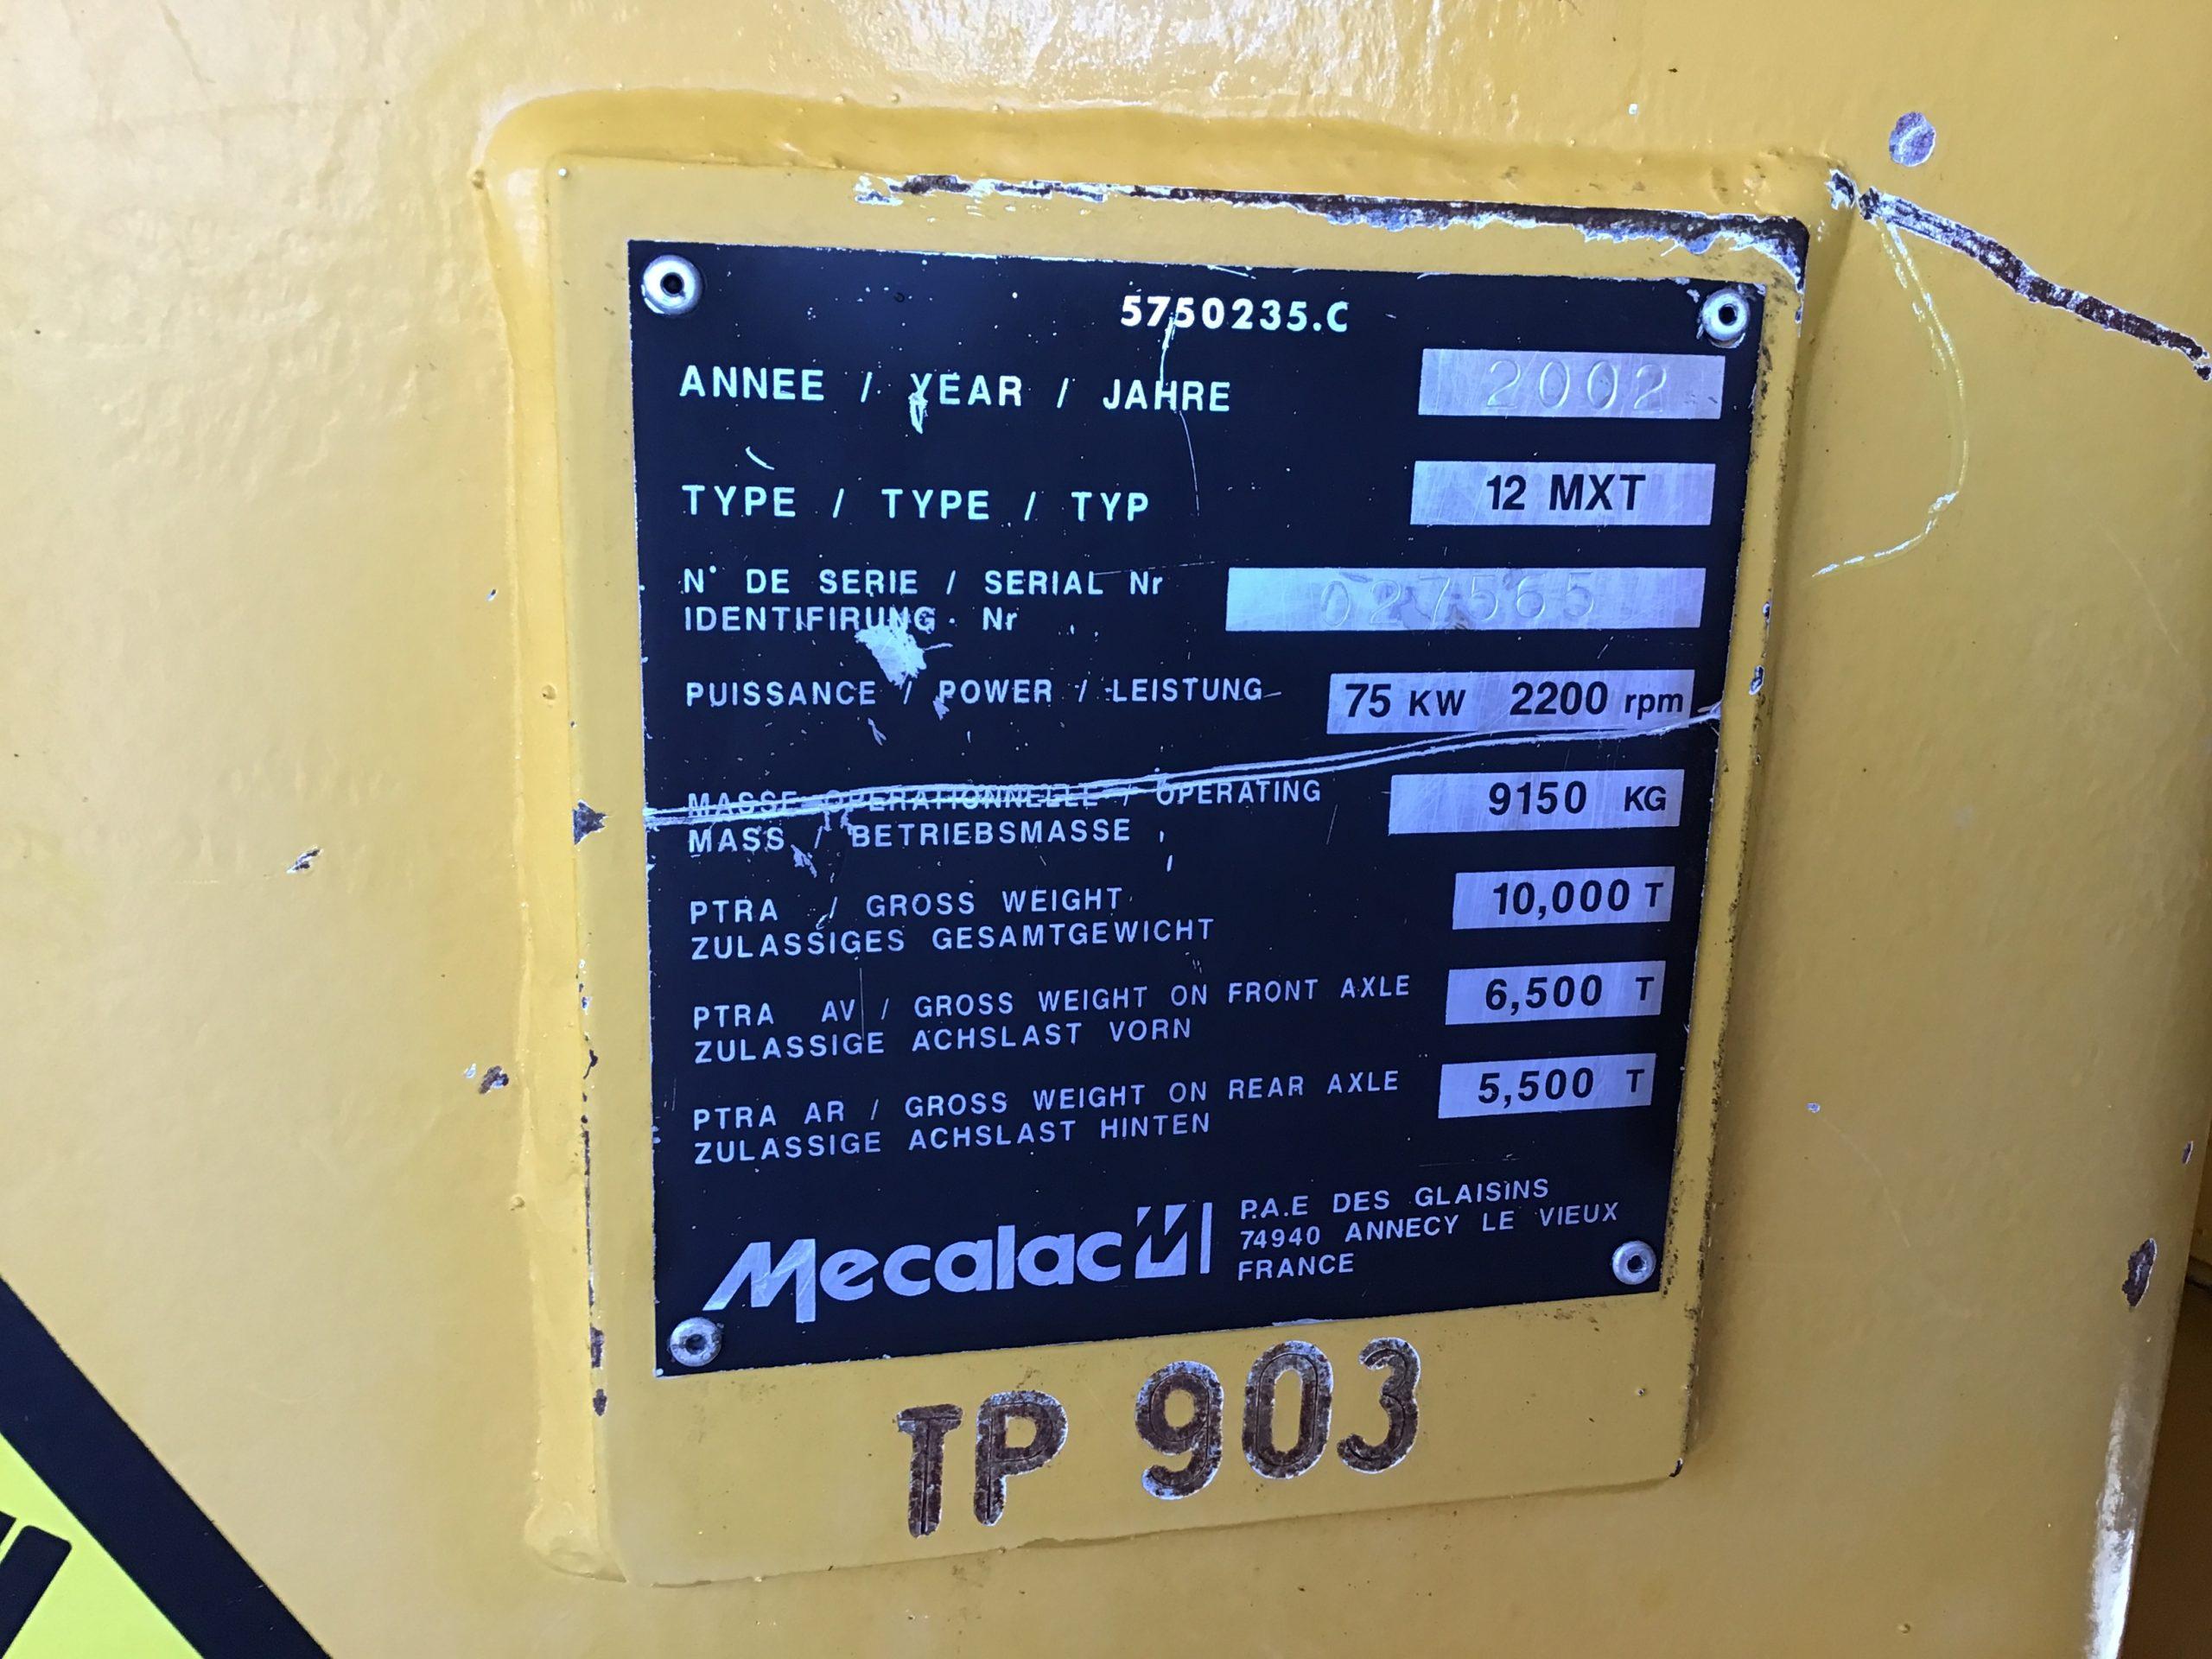 5750235.C
ANNEE / YEAR / JAHRE 2002
TYPE / TYPE / TYP 12 MXT
N° DE SERIE / SERIAL Nr 027565
IDENTIFIRUNG Nr
PUISSANCE / POWER / LEISTUNG 75 KW 2200 rpm
MASSE OPERATIONNELLE / OPERATING 9150 KG
MASS / BETRIEBSMASSE
PTRA / GROSS WEIGHT 10,000 T
ZULASSIGES GESAMTGEWICHT
PTRA AV / GROSS WEIGHT ON FRONT AXLE 6,500 T
ZULASSIGE ACHSLAST VORN
PTRA AR / GROSS WEIGHT ON REAR AXLE 5,500 T
ZULASSIGE ACHSLAST HINTEN
Mecalac
P.A.E DES GLAISINS
74940 ANNECY LE VIEUX
FRANCE
TP 903